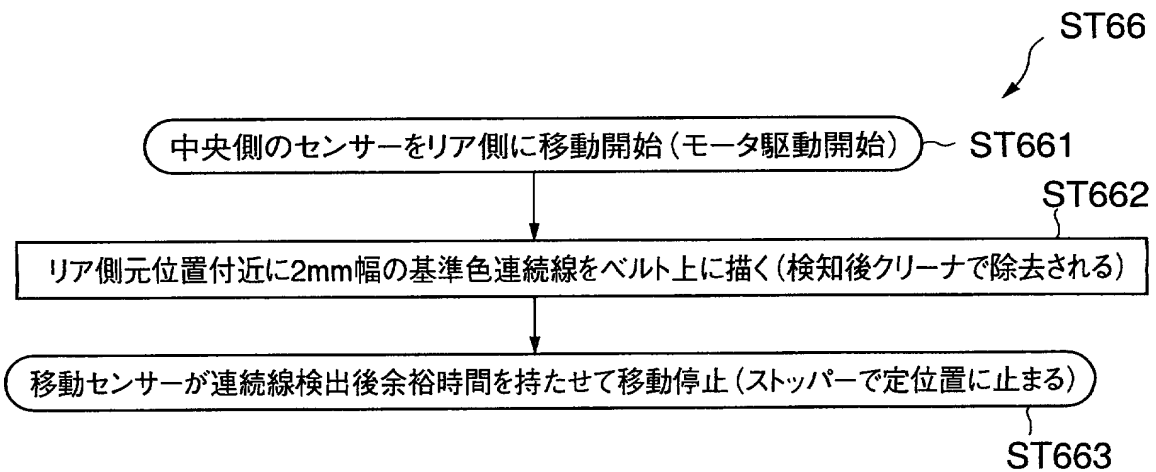 ST66
中央側のセンサーをリア側に移動開始(モータ駆動開始)
ST661
ST662
リア側元位置付近に2mm幅の基準色連続線をベルト上に描く(検知後クリーナで除去される)
移動センサーが連続線検出後余裕時間を持たせて移動停止(ストッパーで定位置に止まる)
ST663